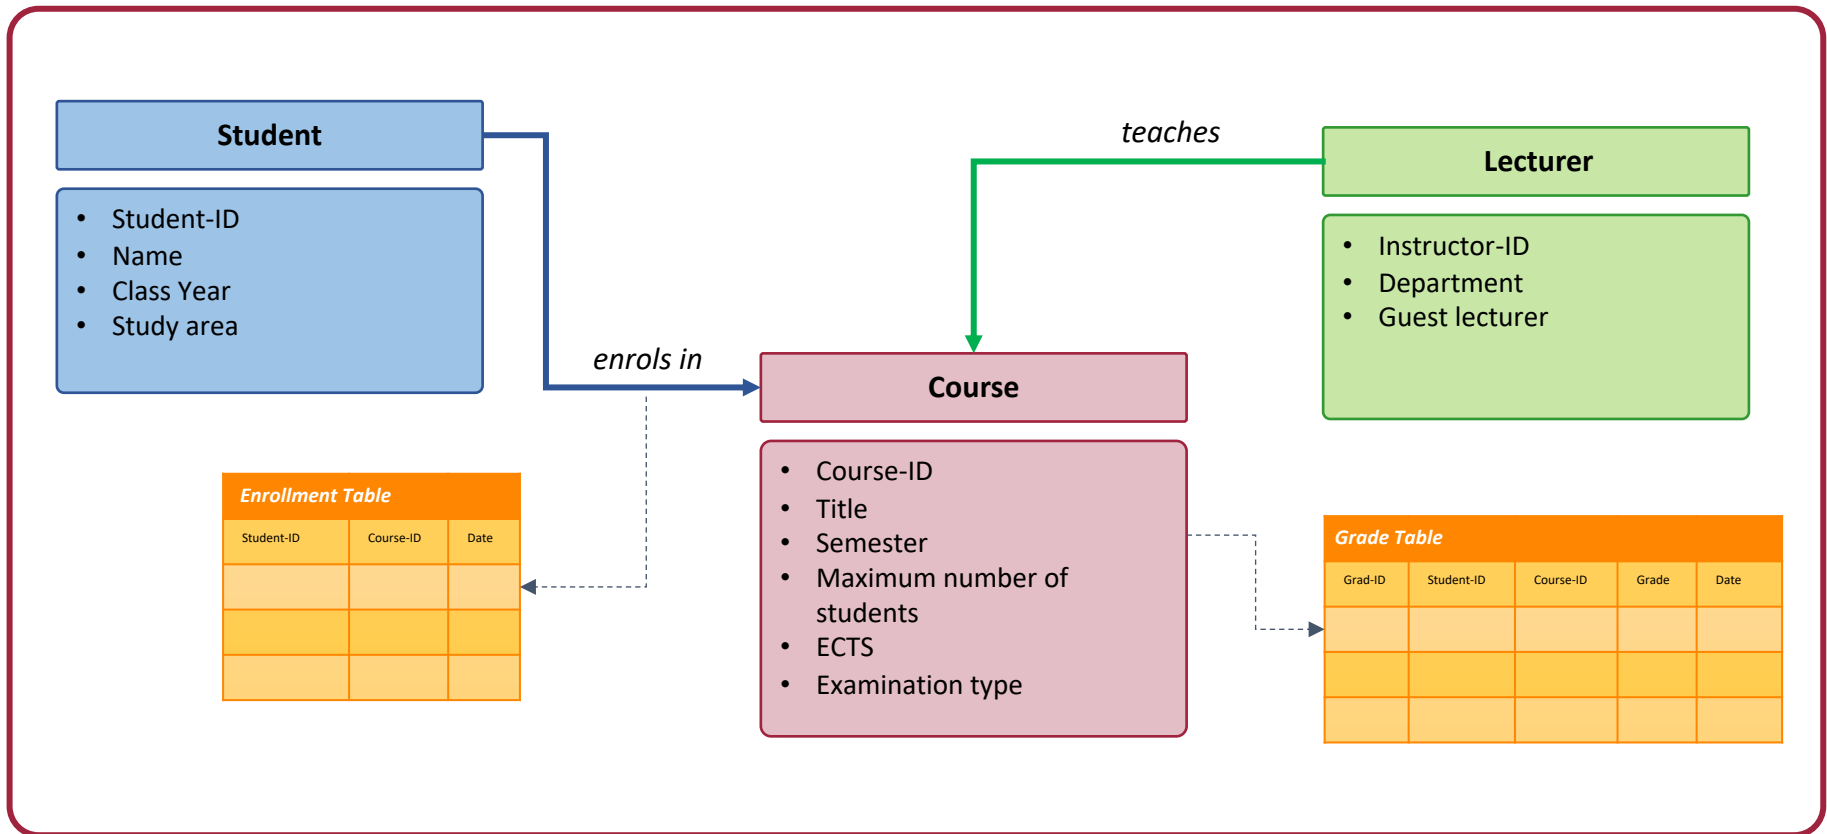 Student
• Student-ID
• Name
• Class Year
• Study area
teaches
Lecturer
• Instructor-ID
• Department
• Guest lecturer
enrols in
Course
• Course-ID
• Title
• Semester
• Maximum number of
students
• ECTS
• Examination type
Enrollment Table
Student-ID Course-ID Date
Grade Table
Grad-ID Student-ID Course-ID Grade Date